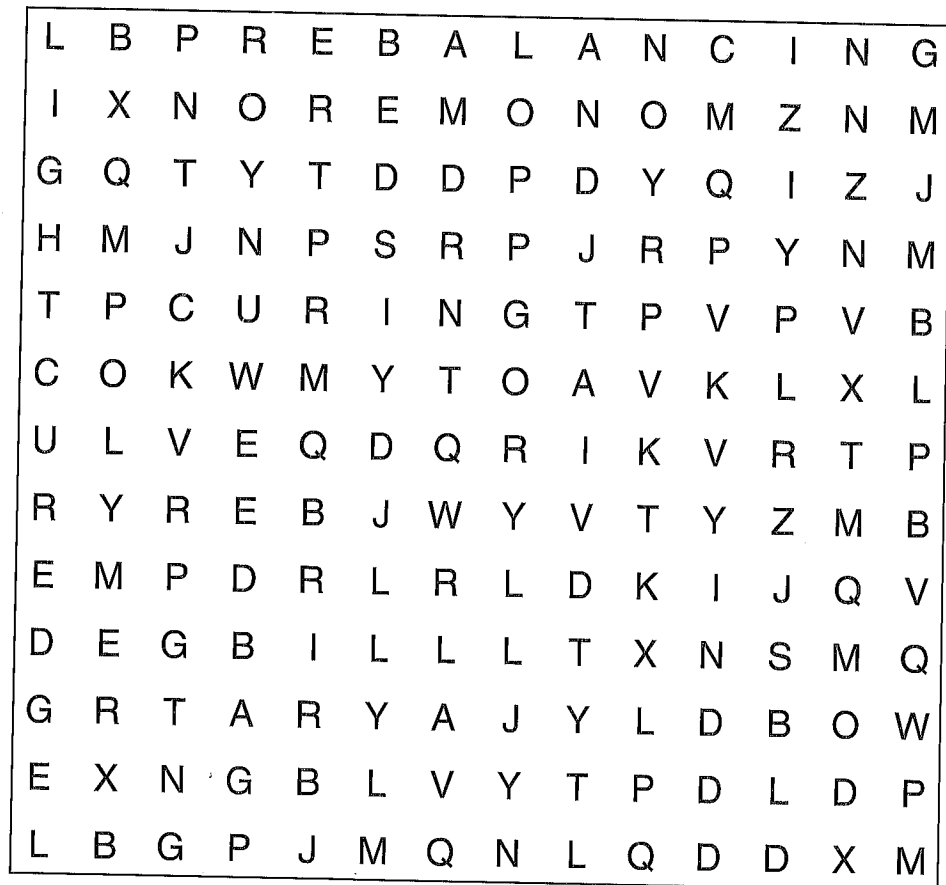 L B P R E B A L A N C I N G
I X N O R E M O N O M Z N M
G Q T Y T D D P D Y Q I Z J
H M J N P S R P J R P Y N M
T P C U R I N G T P V P V B
C O K W M Y T O A V K L X L
U L V E Q D Q R I K V R T P
R Y R E B J W Y V T Y Z M B
E M P D R L R L D K I J Q V
D E G B I L L L T X N S M Q
G R T A R Y A J Y L D B O W
E X N G B L V Y T P D L D P
L B G P J M Q N L Q D D X M